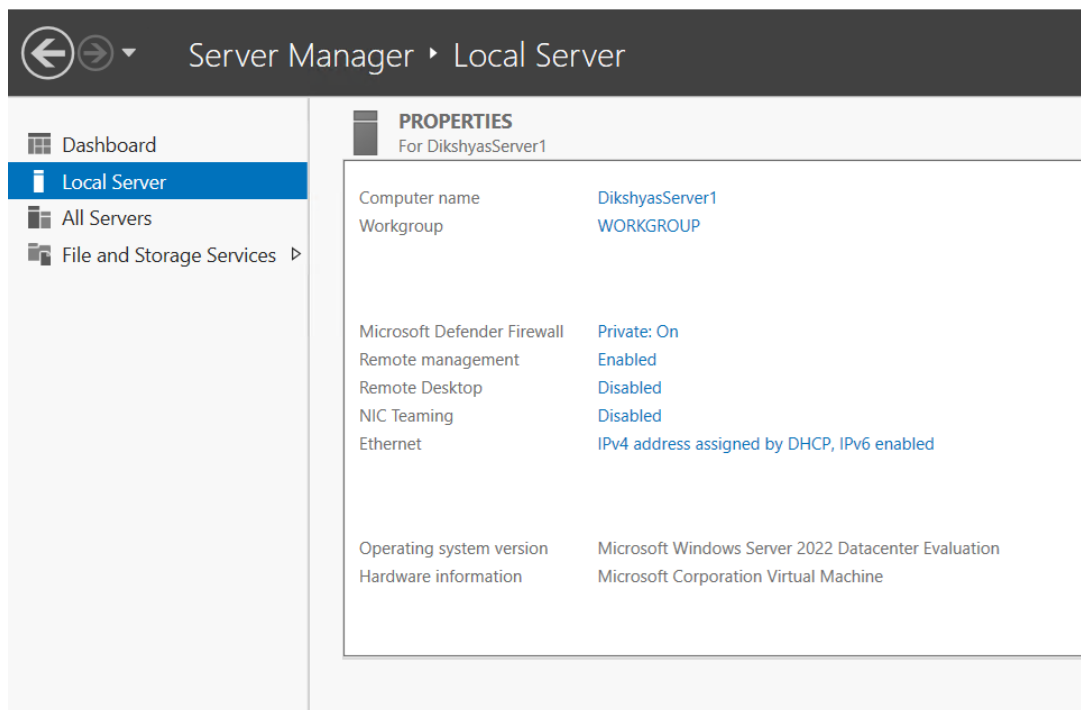 Server Manager ‣ Local Server
Dashboard
Local Server
All Servers
File and Storage Services
PROPERTIES
For DikshyasServer1
Computer name DikshyasServer1
Workgroup WORKGROUP
Microsoft Defender Firewall Private: On
Remote management Enabled
Remote Desktop Disabled
NIC Teaming Disabled
Ethernet IPv4 address assigned by DHCP, IPv6 enabled
Operating system version Microsoft Windows Server 2022 Datacenter Evaluation
Hardware information Microsoft Corporation Virtual Machine